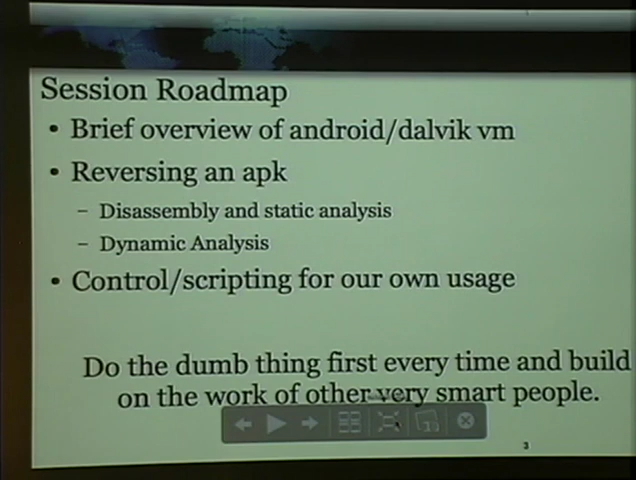 Session Roadmap
• Brief overview of android/dalvik vm
• Reversing an apk
– Disassembly and static analysis
– Dynamic Analysis
• Control/scripting for our own usage
Do the dumb thing first every time and build
on the work of other very smart people.
3